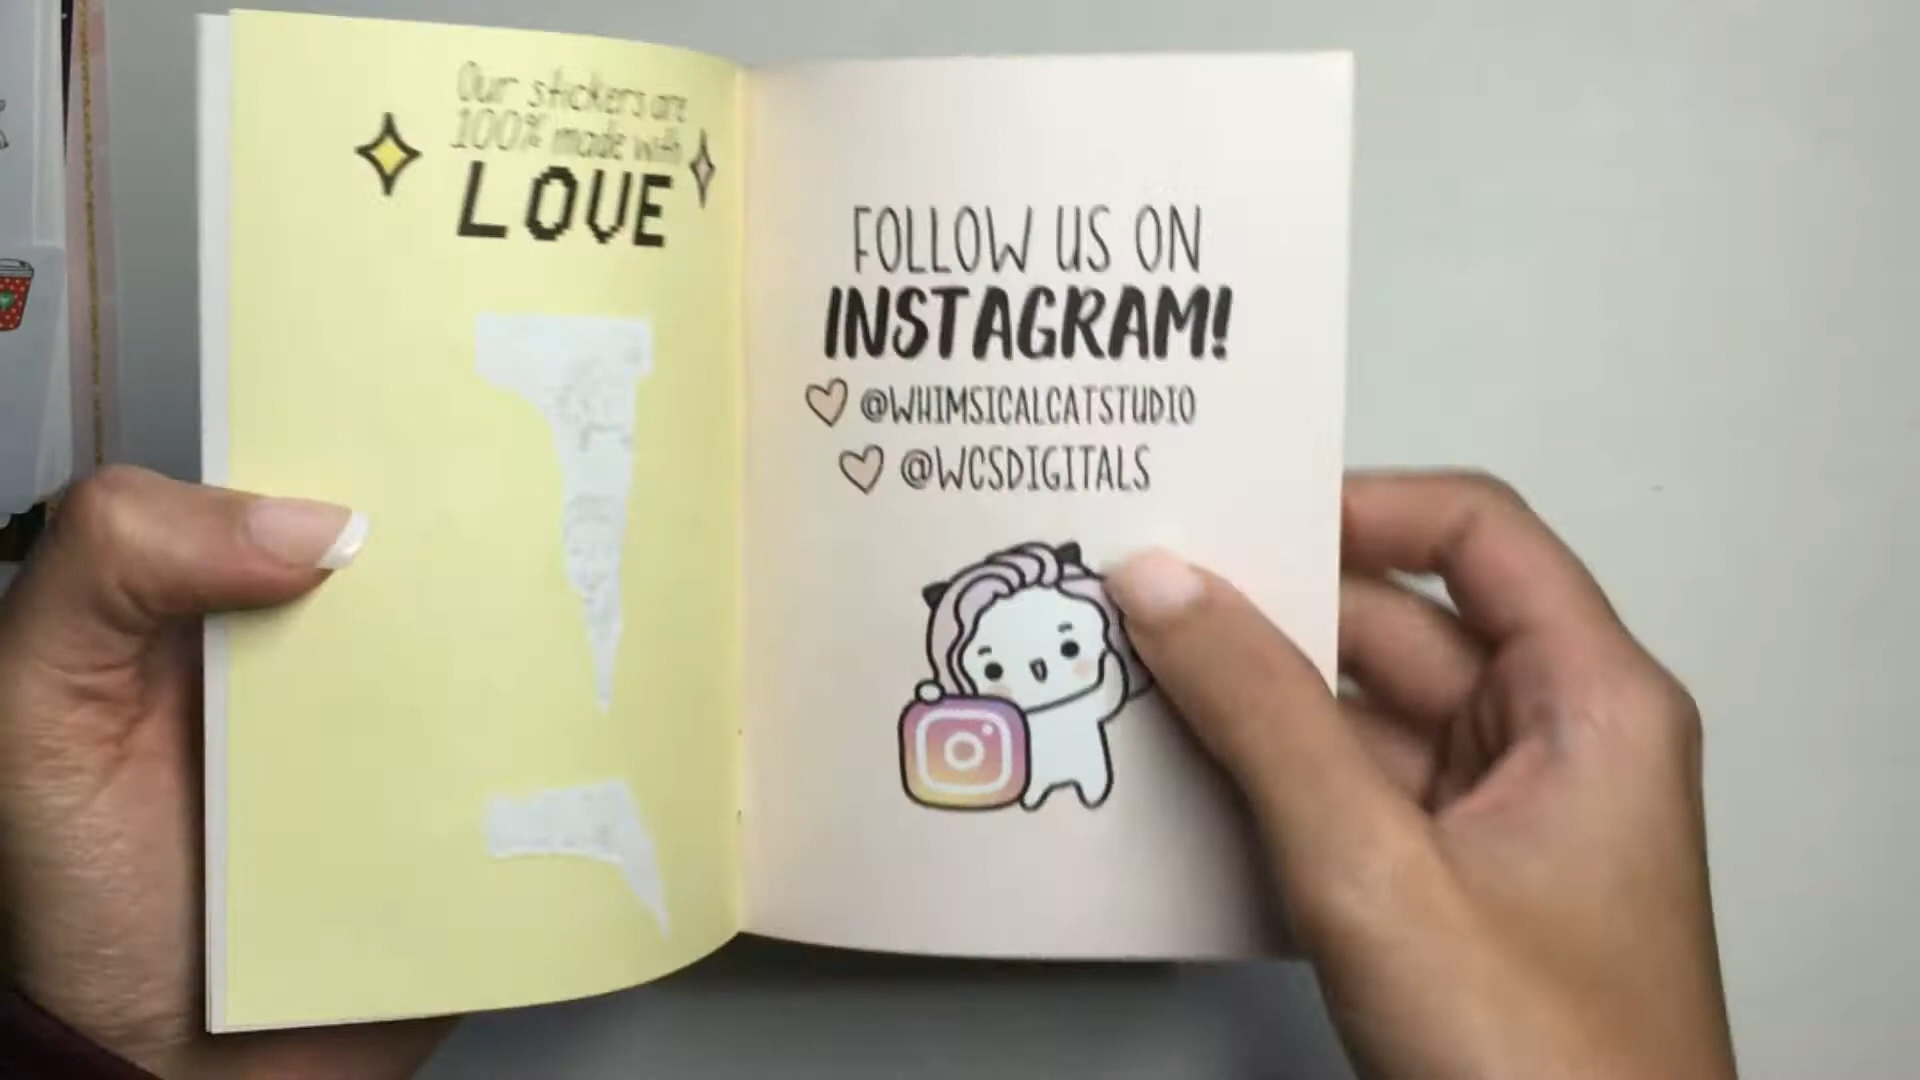 Our stickers are
100% made with
LOVE
FOLLOW US ON
INSTAGRAM!
@WHIMSICALCATSTUDIO
@WCSDIGITALS